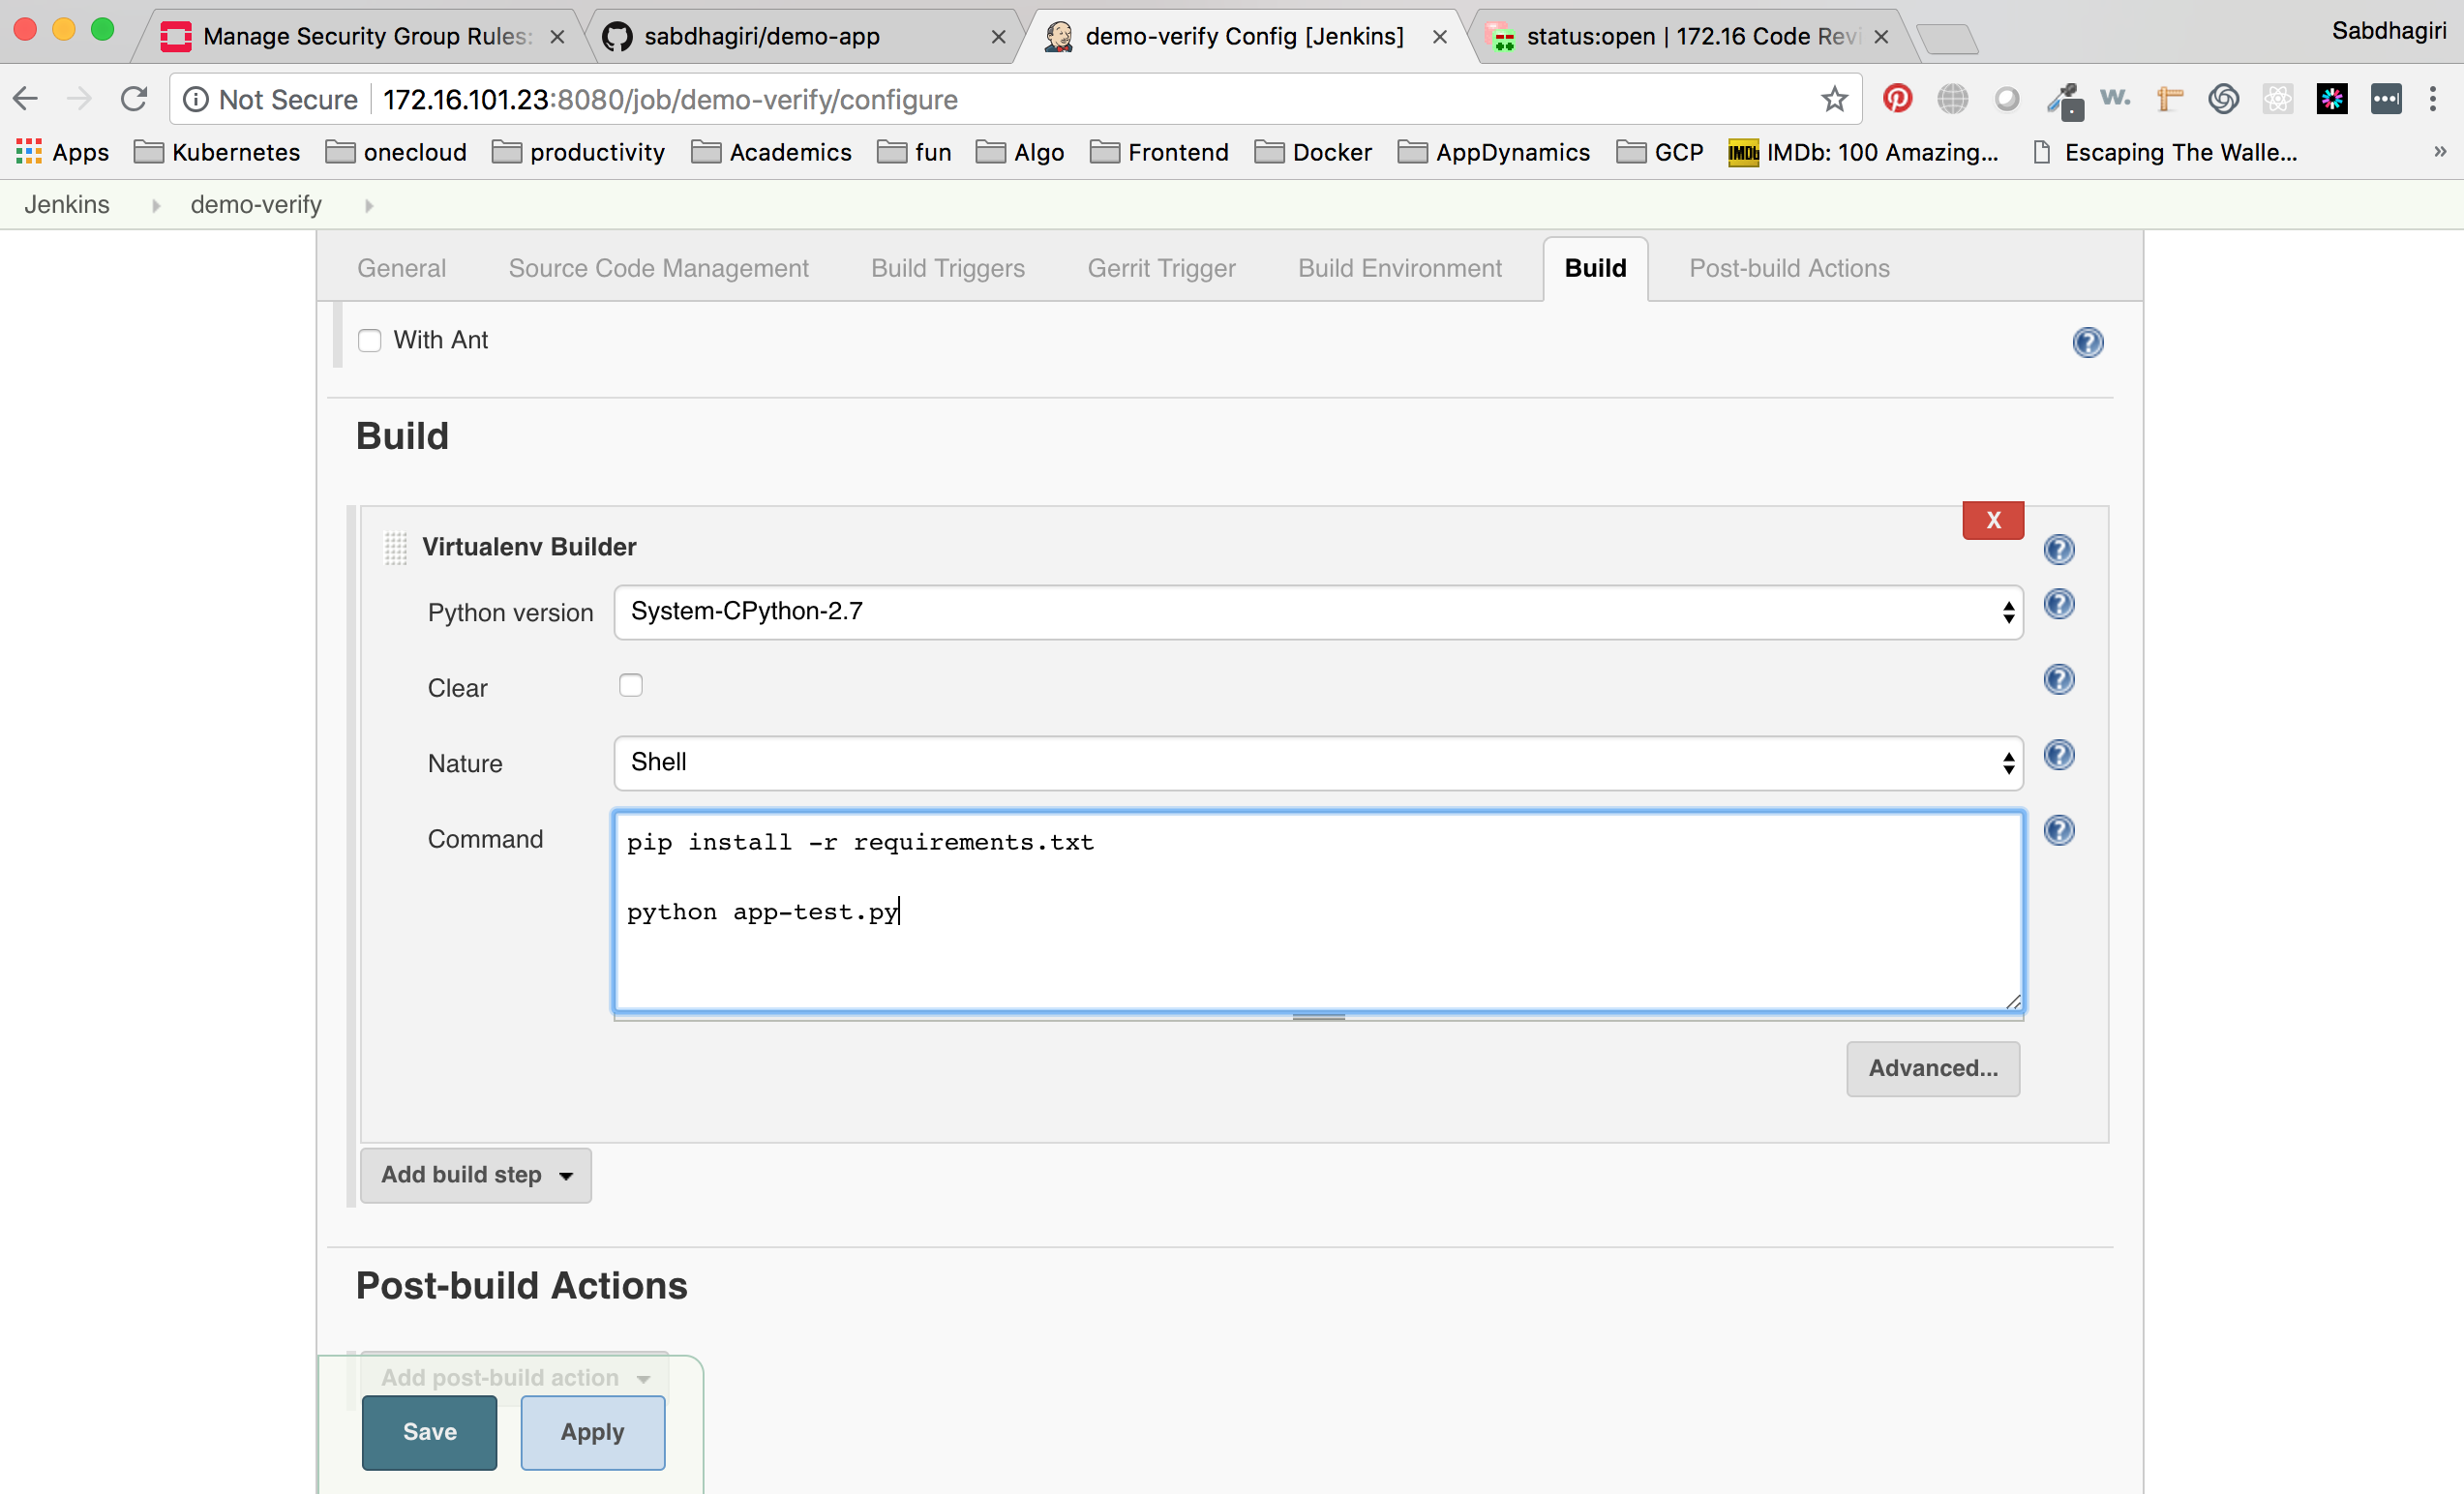 Manage Security Group Rules:
sabdhagiri/demo-app
demo-verify Config [Jenkins]
status:open | 172.16 Code Revi
Sabdhagiri
Not Secure
172.16.101.23:8080/job/demo-verify/configure
w.
Apps
Kubernetes
onecloud
productivity
Academics
fun
Algo
Frontend
Docker
AppDynamics
GCP
IMDb
IMDb: 100 Amazing...
Escaping The Walle...
»
Jenkins
demo-verify
General
Source Code Management
Build Triggers
Gerrit Trigger
Build Environment
Build
Post-build Actions
With Ant
Build
X
Virtualenv Builder
Python version
System-CPython-2.7
Clear
Nature
Shell
Command
pip install -r requirements.txt
python app-test.py
Advanced...
Add build step
Post-build Actions
Add post-build action
Save
Apply